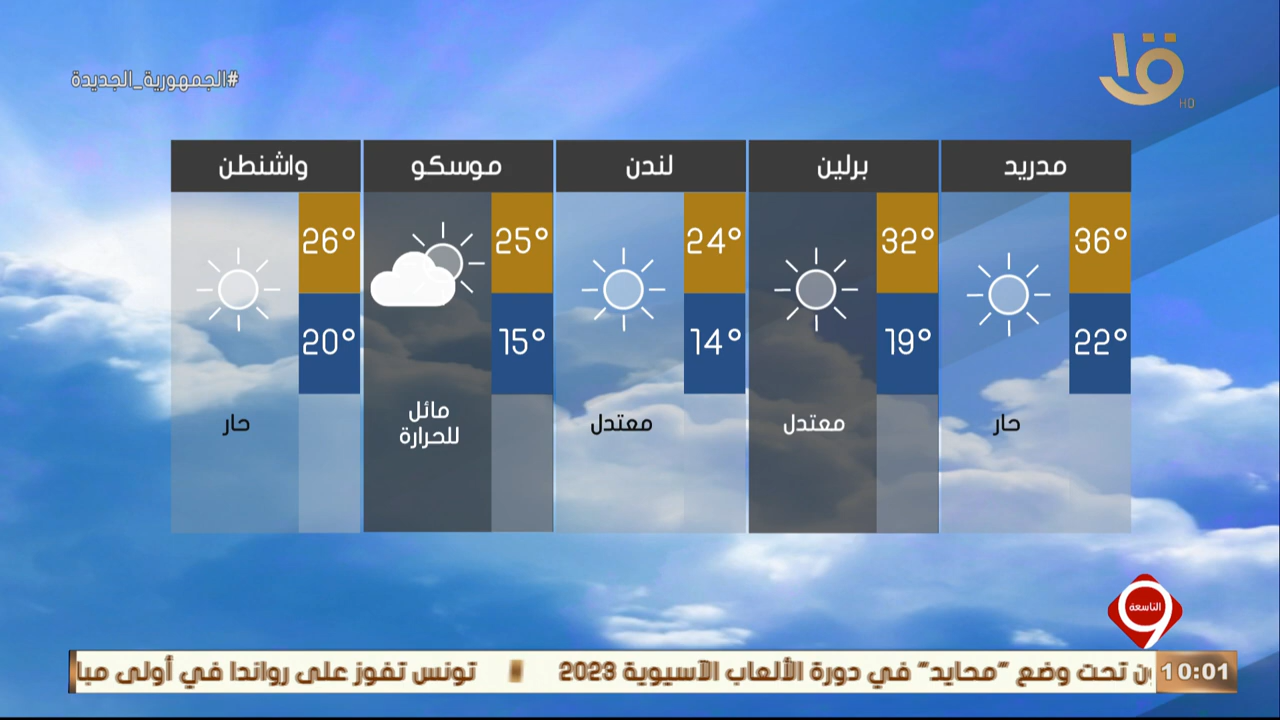 #الجمهورية_الجديدة
HD
مدريد
36°
22°
حار
برلين
32°
19°
معتدل
لندن
24°
14°
معتدل
موسكو
25°
15°
مائل
للحرارة
واشنطن
26°
20°
حار
9
التاسعة
10:01
تحت وضع "محايد" في دورة الألعاب الآسيوية 2023
تونس تفوز على رواندا في أولى